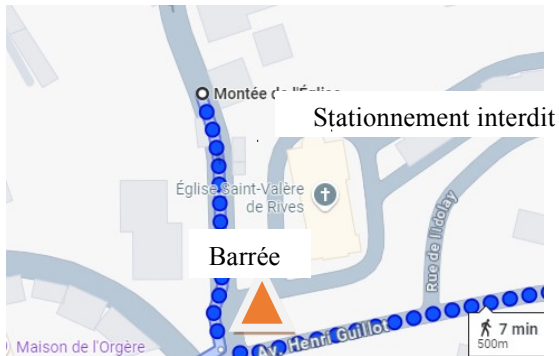 Montée de l'Église
Stationnement interdit
Église Saint-Valère
de Rives
Rue de l'Idolay
Barrée
Av. Henri Guillot
7 min
500m
Maison de l'Orgère